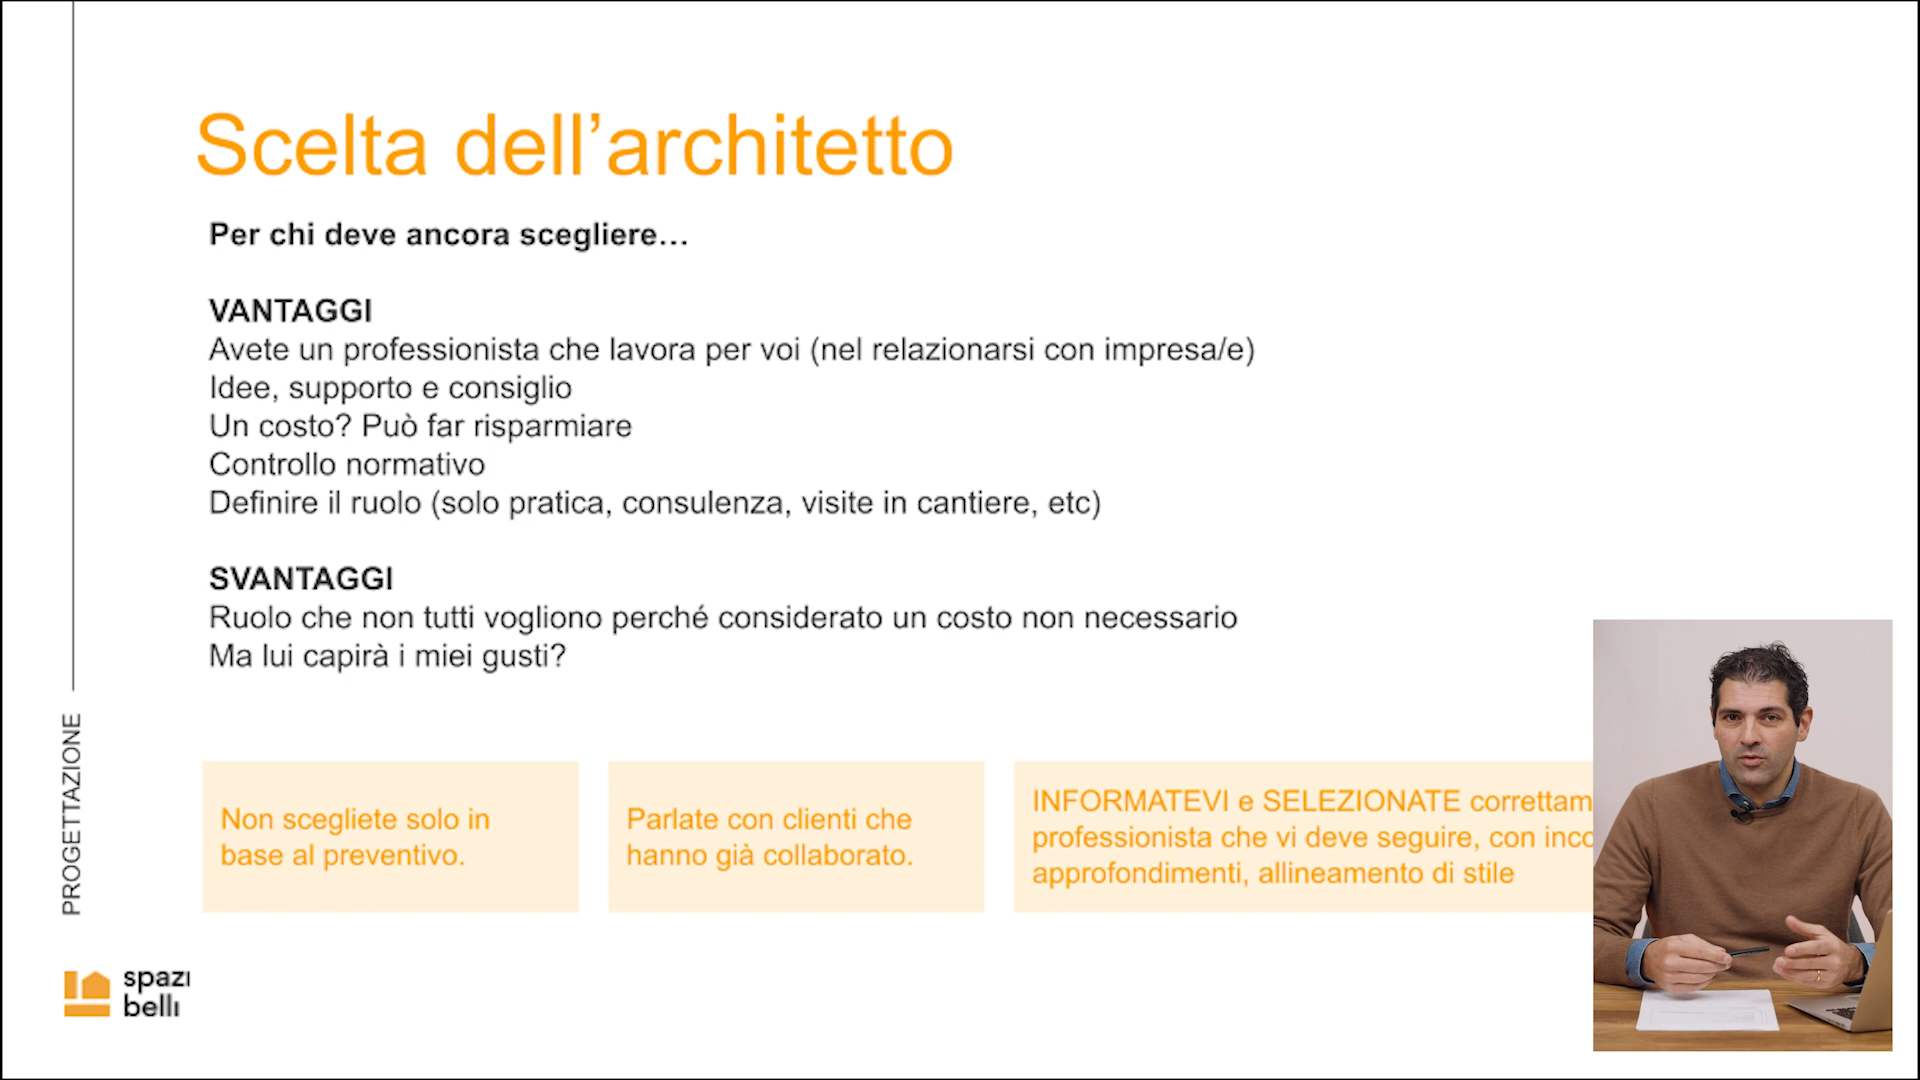 Scelta dell’architetto
Per chi deve ancora scegliere…
VANTAGGI
Avete un professionista che lavora per voi (nel relazionarsi con impresa/e)
Idee, supporto e consiglio
Un costo? Può far risparmiare
Controllo normativo
Definire il ruolo (solo pratica, consulenza, visite in cantiere, etc)
SVANTAGGI
Ruolo che non tutti vogliono perché considerato un costo non necessario
Ma lui capirà i miei gusti?
Non scegliete solo in
base al preventivo.
Parlate con clienti che
hanno già collaborato.
INFORMATEVI e SELEZIONATE
professionista che vi deve seguire, con
approfondimenti, allineamento di stile
PROGETTAZIONE
spazi
belli